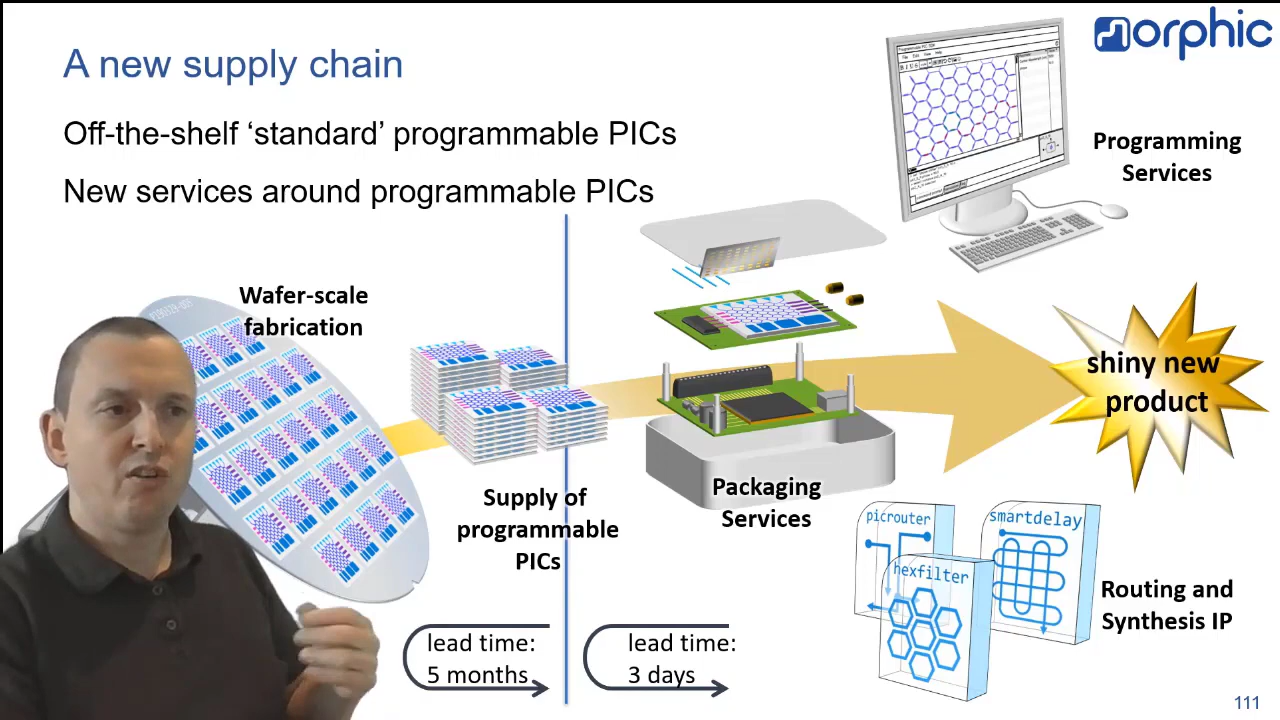 morphic
A new supply chain
Off-the-shelf ‘standard’ programmable PICs
New services around programmable PICs
Programming
Services
Wafer-scale
fabrication
shiny new
product
Supply of
programmable
PICs
Packaging
Services
picrouter
smartdelay
hexfilter
Routing and
Synthesis IP
lead time:
5 months
lead time:
3 days
111